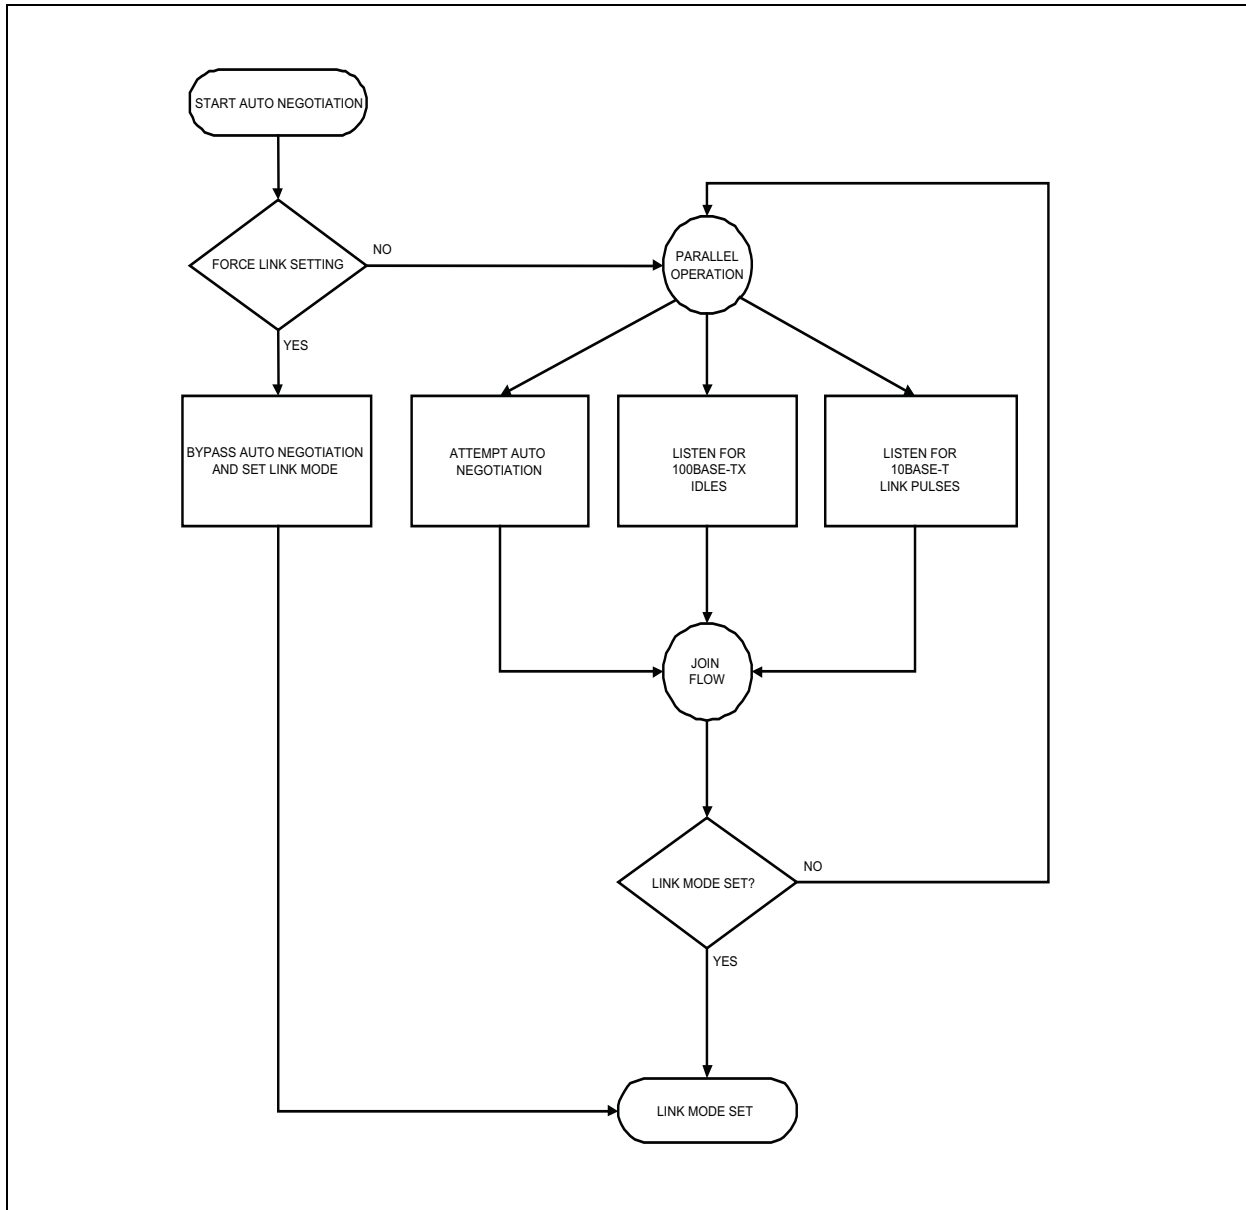 START AUTO NEGOTIATION
FORCE LINK SETTING
NO
PARALLEL
OPERATION
YES
BYPASS AUTO NEGOTIATION
AND SET LINK MODE
ATTEMPT AUTO
NEGOTIATION
LISTEN FOR
100BASE-TX
IDLES
LISTEN FOR
10BASE-T
LINK PULSES
JOIN
FLOW
LINK MODE SET?
NO
YES
LINK MODE SET